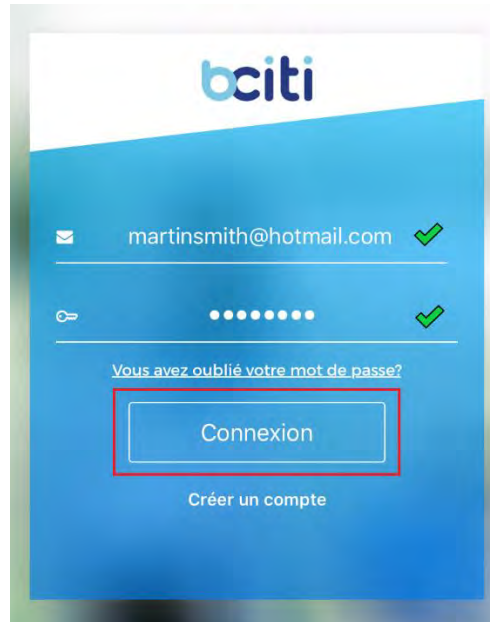 bciti
martinsmith@hotmail.com
••••••••
Vous avez oublié votre mot de passe?
Connexion
Créer un compte